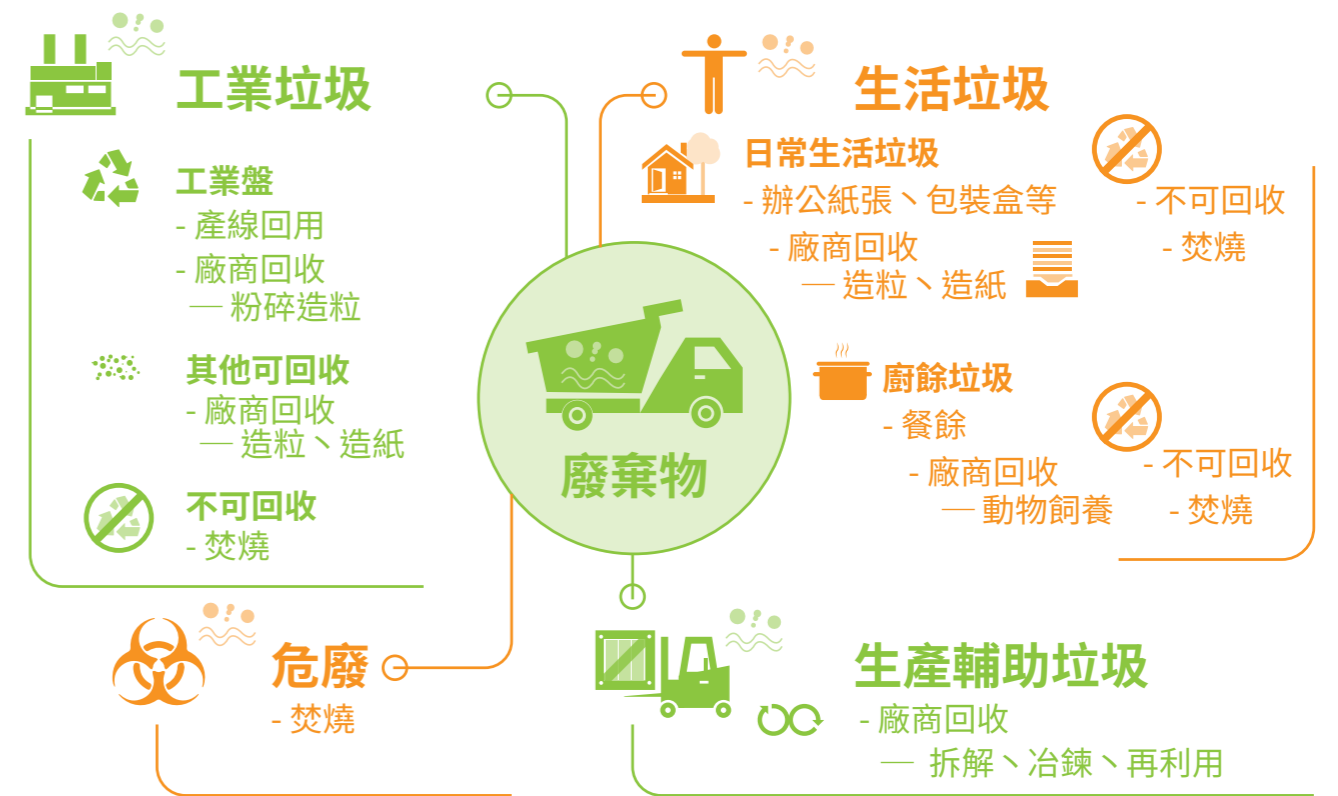 工業垃圾
工業盤
- 產線回用
- 廠商回收
— 粉碎造粒
其他可回收
- 廠商回收
— 造粒丶造紙
不可回收
- 焚燒
生活垃圾
日常生活垃圾
- 辦公紙張丶包裝盒等
- 廠商回收
— 造粒丶造紙
- 不可回收
- 焚燒
廚餘垃圾
- 餐餘
- 廠商回收
— 動物飼養
- 不可回收
- 焚燒
廢棄物
危廢
- 焚燒
生產輔助垃圾
- 廠商回收
— 拆解丶冶鍊丶再利用